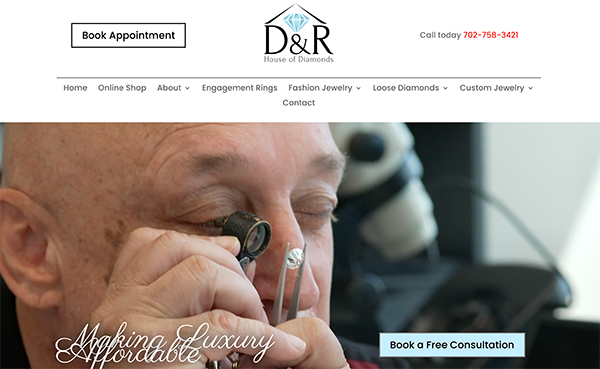 Book Appointment
D&R
House of Diamonds
Call today 702-758-3421
Home Online Shop About Engagement Rings Fashion Jewelry Loose Diamonds Custom Jewelry
Contact
Making Luxury
Affordable
Book a Free Consultation